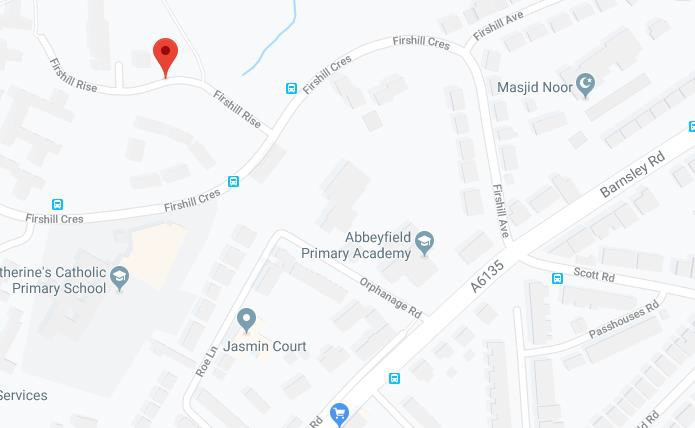 Firshill Ave
Firshill Cres
Firshill Rise
Firshill Cres
Masjid Noor
Firshill Rise
Barnsley Rd
Firshill Ave
Firshill Cres
Firshill Cres
Abbeyfield
Primary Academy
therine's Catholic
Primary School
A6135
Scott Rd
Orphanage Rd
Passhouses Rd
Jasmin Court
Roe Ln
Services
Rd
ld Rd